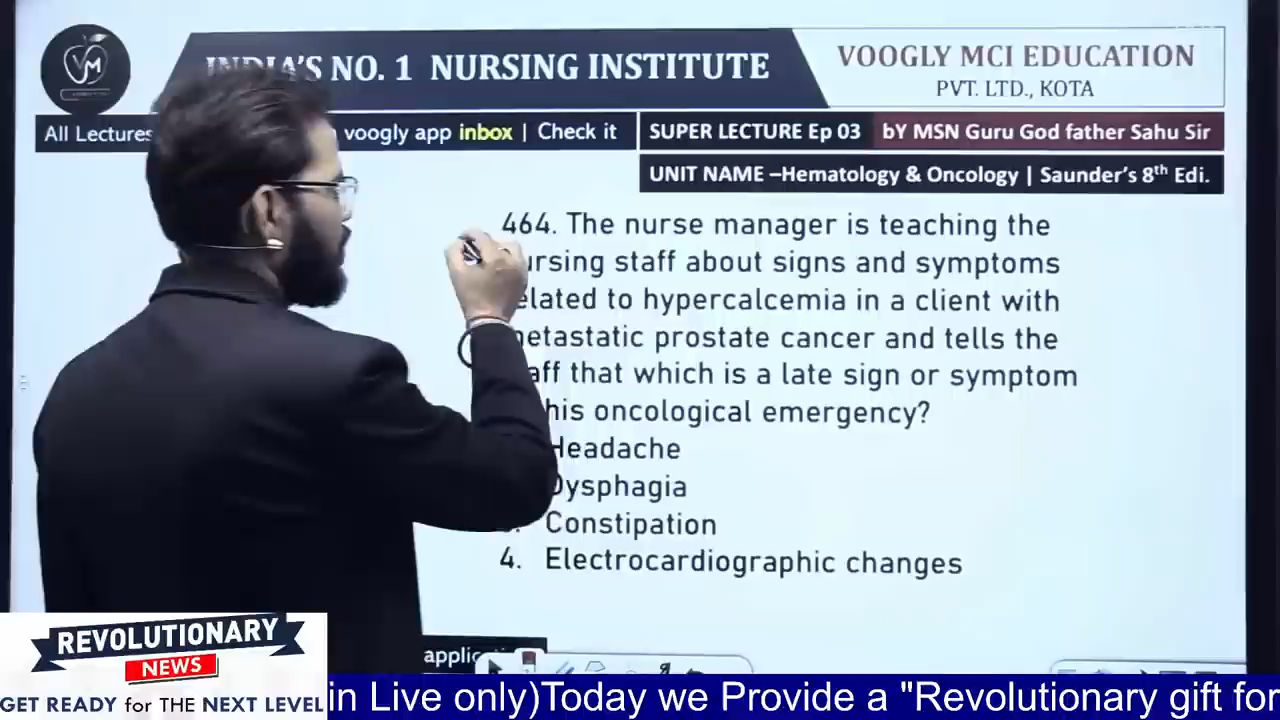 VM
INDIA'S NO. 1 NURSING INSTITUTE
VOOGLY MCI EDUCATION
PVT. LTD., KOTA
All Lectures
voogly app inbox | Check it
SUPER LECTURE Ep 03 bY MSN Guru God father Sahu Sir
UNIT NAME –Hematology & Oncology | Saunder's 8th Edi.
464. The nurse manager is teaching the
ursing staff about signs and symptoms
elated to hypercalcemia in a client with
metastatic prostate cancer and tells the
aff that which is a late sign or symptom
his oncological emergency?
Headache
Dysphagia
Constipation
4. Electrocardiographic changes
applic
REVOLUTIONARY
NEWS
GET READY for THE NEXT LEVEL
in Live only)Today we Provide a "Revolutionary gift for